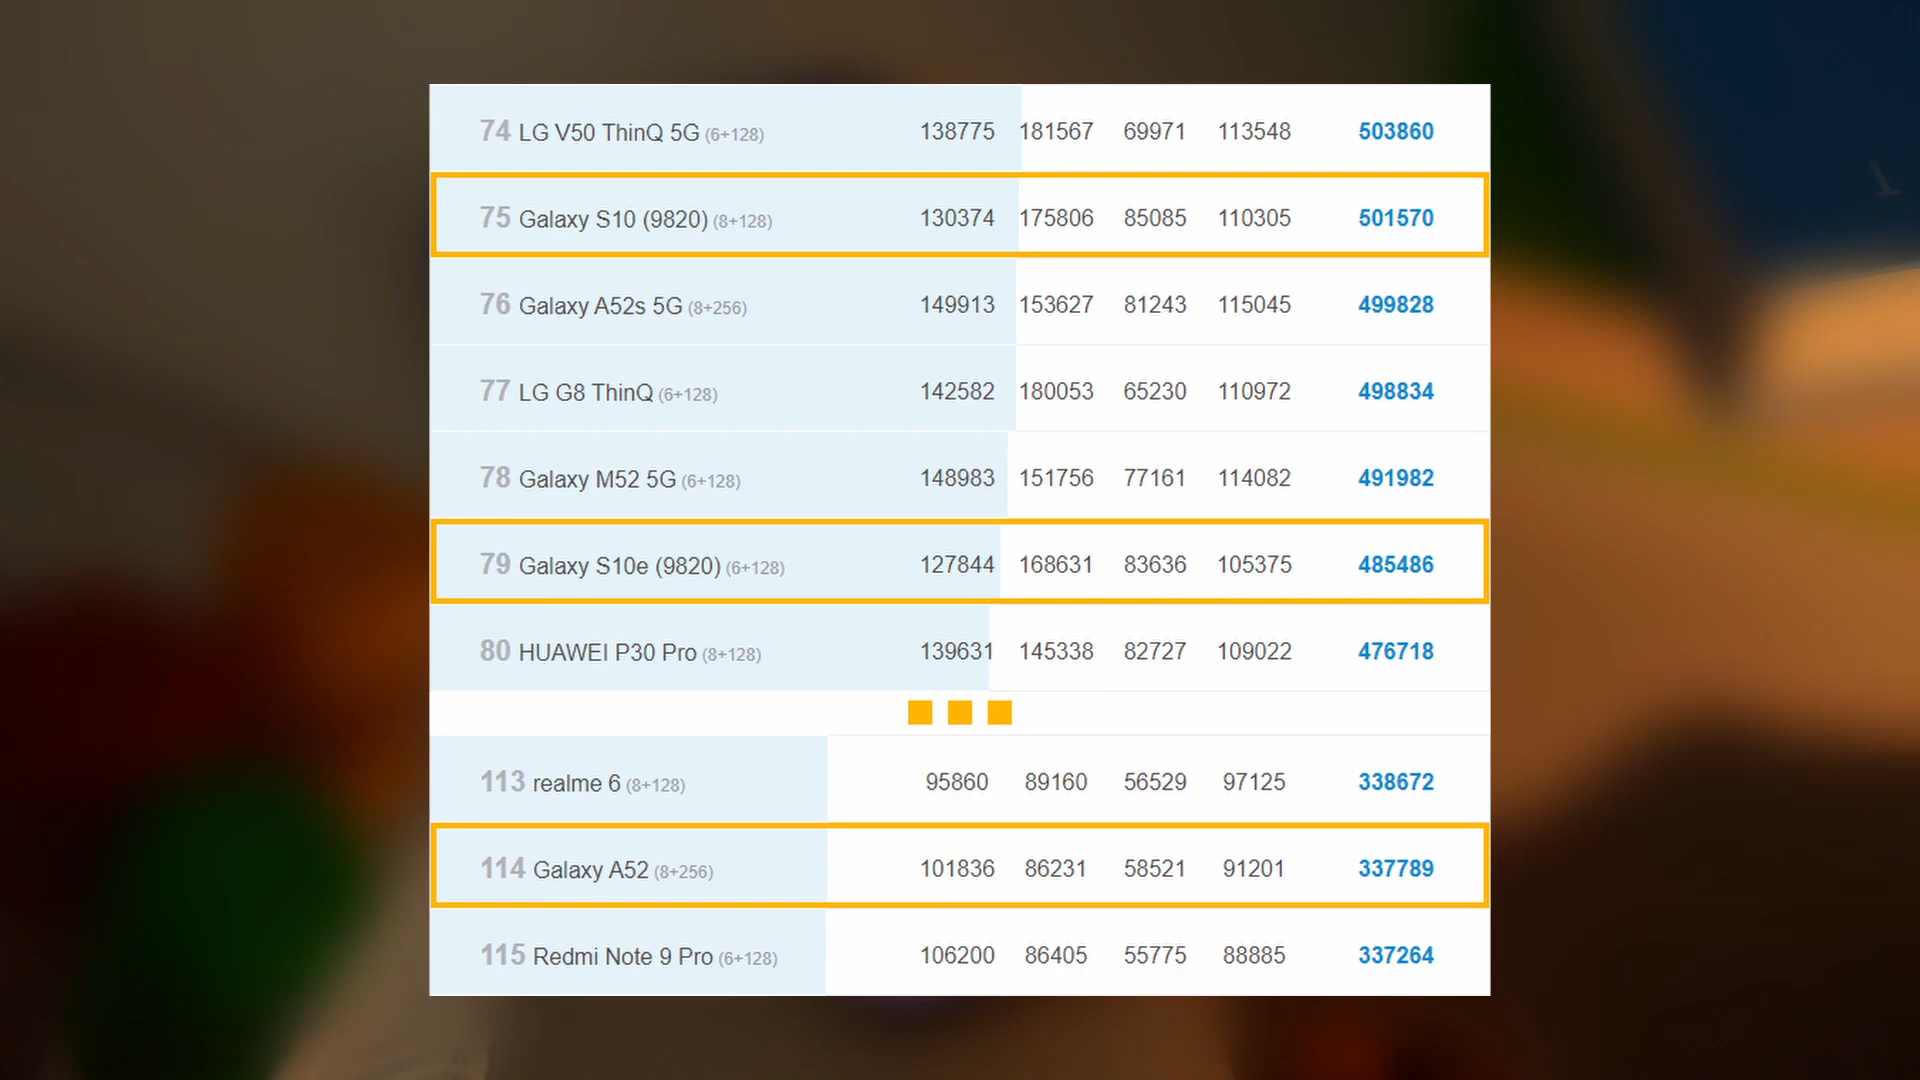 74 LG V50 ThinQ 5G (6+128) 138775 181567 69971 113548 503860
75 Galaxy S10 (9820) (8+128) 130374 175806 85085 110305 501570
76 Galaxy A52s 5G (8+256) 149913 153627 81243 115045 499828
77 LG G8 ThinQ (6+128) 142582 180053 65230 110972 498834
78 Galaxy M52 5G (6+128) 148983 151756 77161 114082 491982
79 Galaxy S10e (9820) (6+128) 127844 168631 83636 105375 485486
80 HUAWEI P30 Pro (8+128) 139631 145338 82727 109022 476718
113 realme 6 (8+128) 95860 89160 56529 97125 338672
114 Galaxy A52 (8+256) 101836 86231 58521 91201 337789
115 Redmi Note 9 Pro (6+128) 106200 86405 55775 88885 337264